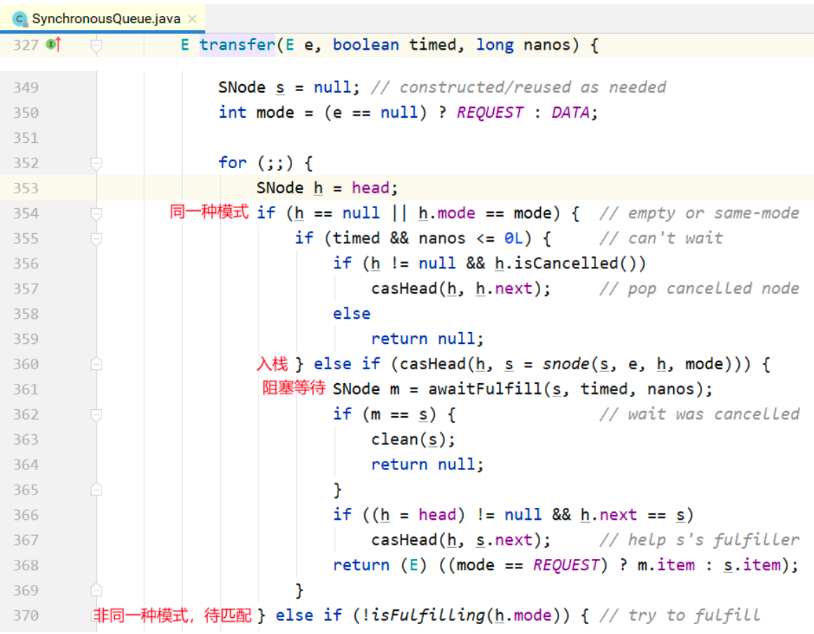 SynchronousQueue.java
327 E transfer(E e, boolean timed, long nanos) {
349 SNode s = null; // constructed/reused as needed
350 int mode = (e == null) ? REQUEST : DATA;
351
352 for (;;) {
353 SNode h = head;
354 同一种模式 if (h == null || h.mode == mode) { // empty or same-mode
355 if (timed && nanos <= 0L) { // can't wait
356 if (h != null && h.isCancelled())
357 casHead(h, h.next); // pop cancelled node
358 else
359 return null;
360 入栈 } else if (casHead(h, s = snode(s, e, h, mode))) {
361 阻塞等待 SNode m = awaitFulfill(s, timed, nanos);
362 if (m == s) { // wait was cancelled
363 clean(s);
364 return null;
365 }
366 if ((h = head) != null && h.next == s)
367 casHead(h, s.next); // help s's fulfiller
368 return (E) ((mode == REQUEST) ? m.item : s.item);
369 }
370 非同一种模式，待匹配 } else if (!isFulfilling(h.mode)) { // try to fulfill